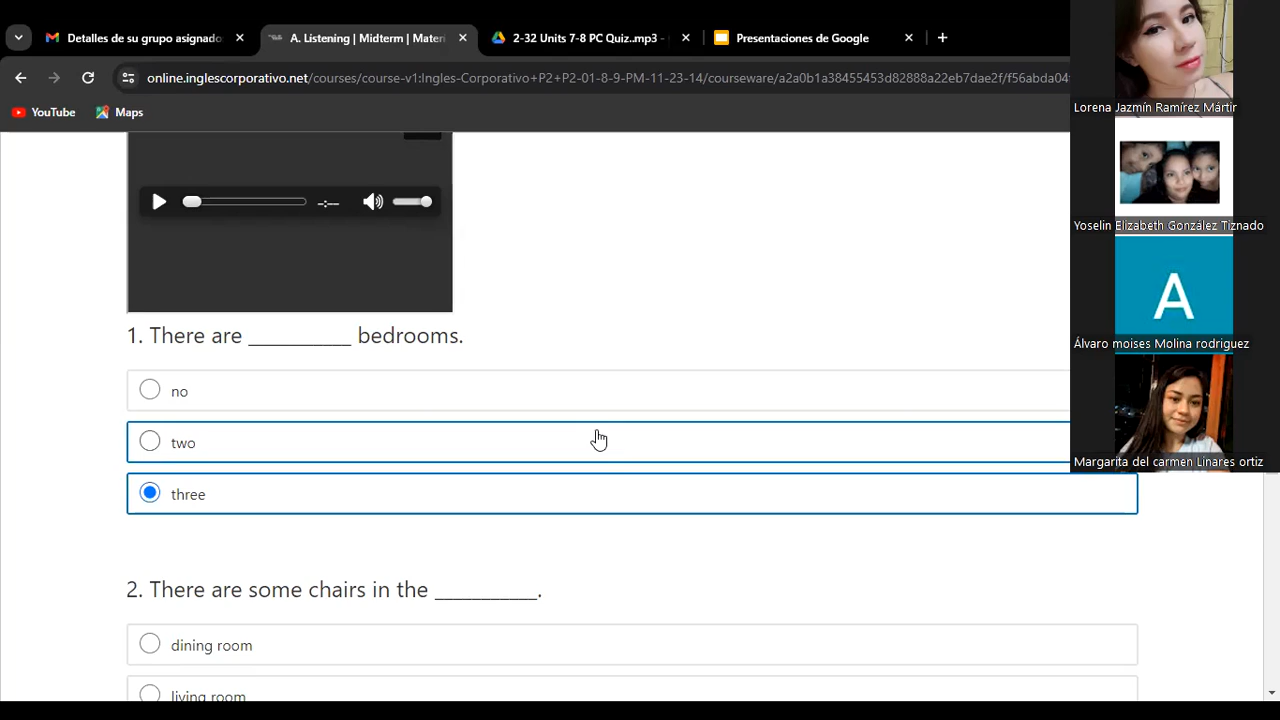 Detalles de su grupo asignado
A. Listening | Midterm | Mater
2-32 Units 7-8 PC Quiz..mp3 -
Presentaciones de Google
online.inglescorporativo.net/courses/course-v1:Ingles-Corporativo+P2+P2-01-8-9-PM-11-23-14/courseware/a2a0b1a38455453d82888a22eb7dae2f/f56abda04
YouTube
Maps
Lorena Jazmín Ramírez Mártir
Yoselin Elizabeth González Tiznado
A
Álvaro moises Molina rodriguez
Margarita del carmen Linares ortiz
-:--
1. There are __________ bedrooms.
no
two
three
2. There are some chairs in the __________.
dining room
living room